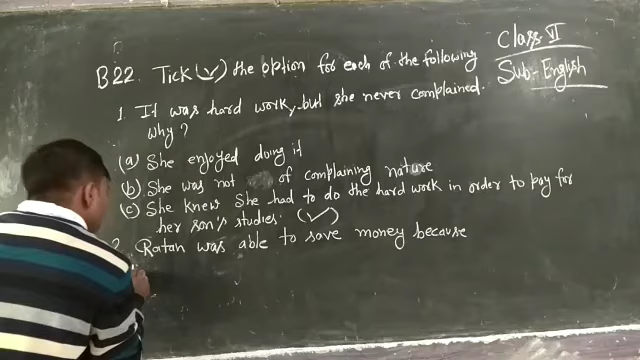 Class VI
Sub- English
B22. Tick (✓) the option for each of the following
1. It was hard work, but she never complained.
Why?
(a) She enjoyed doing it
(b) She was not of complaining nature
(c) She knew she had to do the hard work in order to pay for
her son's studies. (✓)
2. Ratan was able to save money because